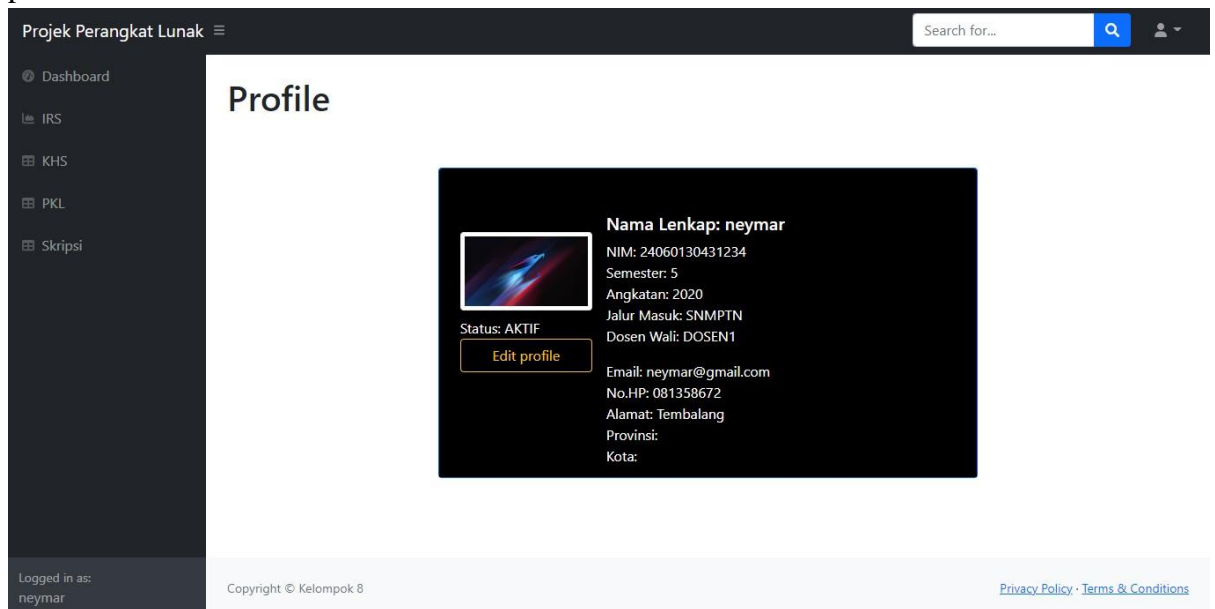 Projek Perangkat Lunak
Search for...
Dashboard
IRS
KHS
PKL
Skripsi
Profile
Status: AKTIF
Edit profile
Nama Lenkap: neymar
NIM: 24060130431234
Semester: 5
Angkatan: 2020
Jalur Masuk: SNMPTN
Dosen Wali: DOSEN1
Email: neymar@gmail.com
No.HP: 081358672
Alamat: Tembalang
Provinsi:
Kota:
Logged in as:
neymar
Copyright © Kelompok 8
Privacy Policy · Terms & Conditions